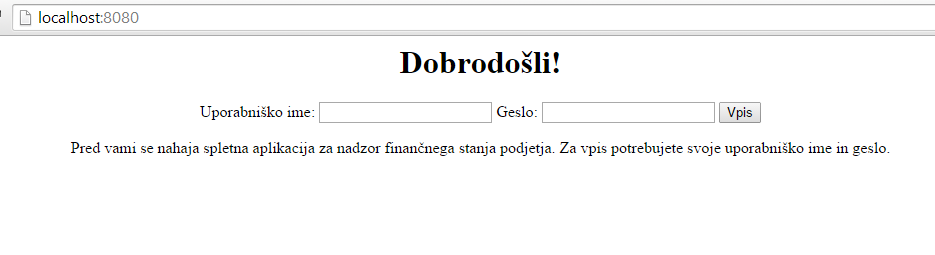 localhost:8080
Dobrodošli!
Uporabniško ime: Geslo: Vpis
Pred vami se nahaja spletna aplikacija za nadzor finančnega stanja podjetja. Za vpis potrebujete svoje uporabniško ime in geslo.